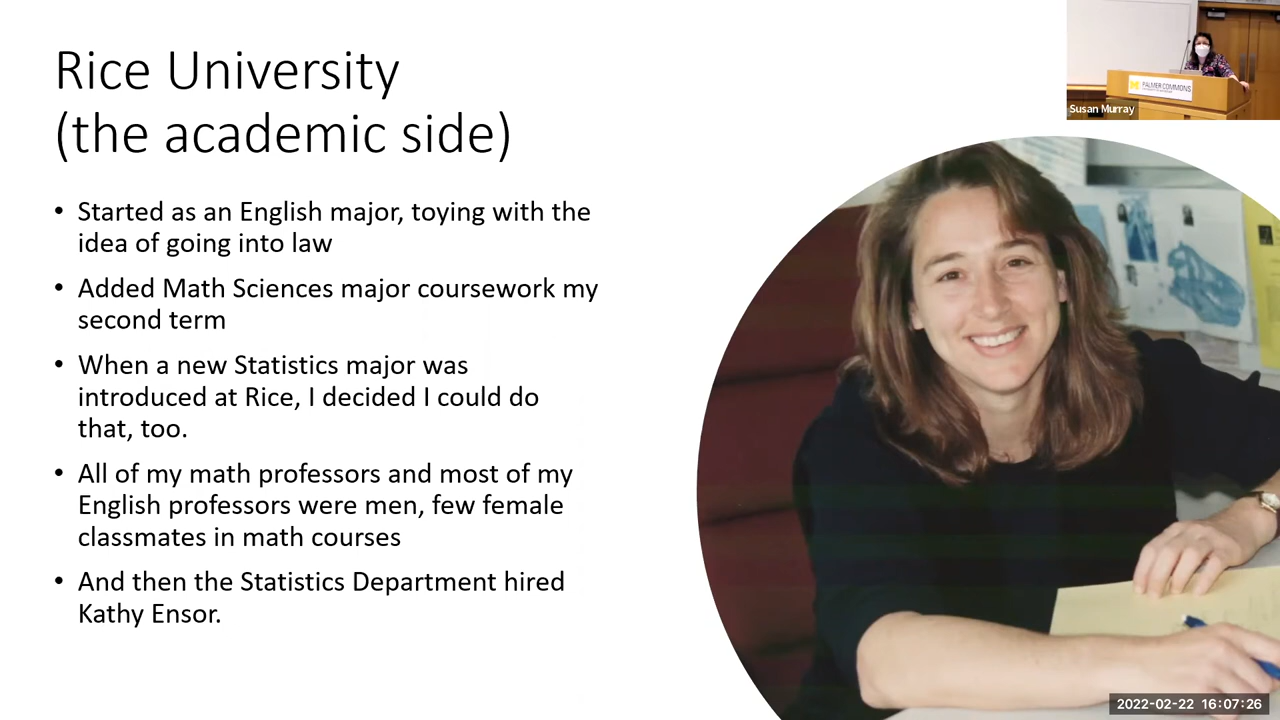 Rice University
(the academic side)
• Started as an English major, toying with the
idea of going into law
• Added Math Sciences major coursework my
second term
• When a new Statistics major was
introduced at Rice, I decided I could do
that, too.
• All of my math professors and most of my
English professors were men, few female
classmates in math courses
• And then the Statistics Department hired
Kathy Ensor.
PALMER COMMONS
Susan Murray
2022-02-22 16:07:26